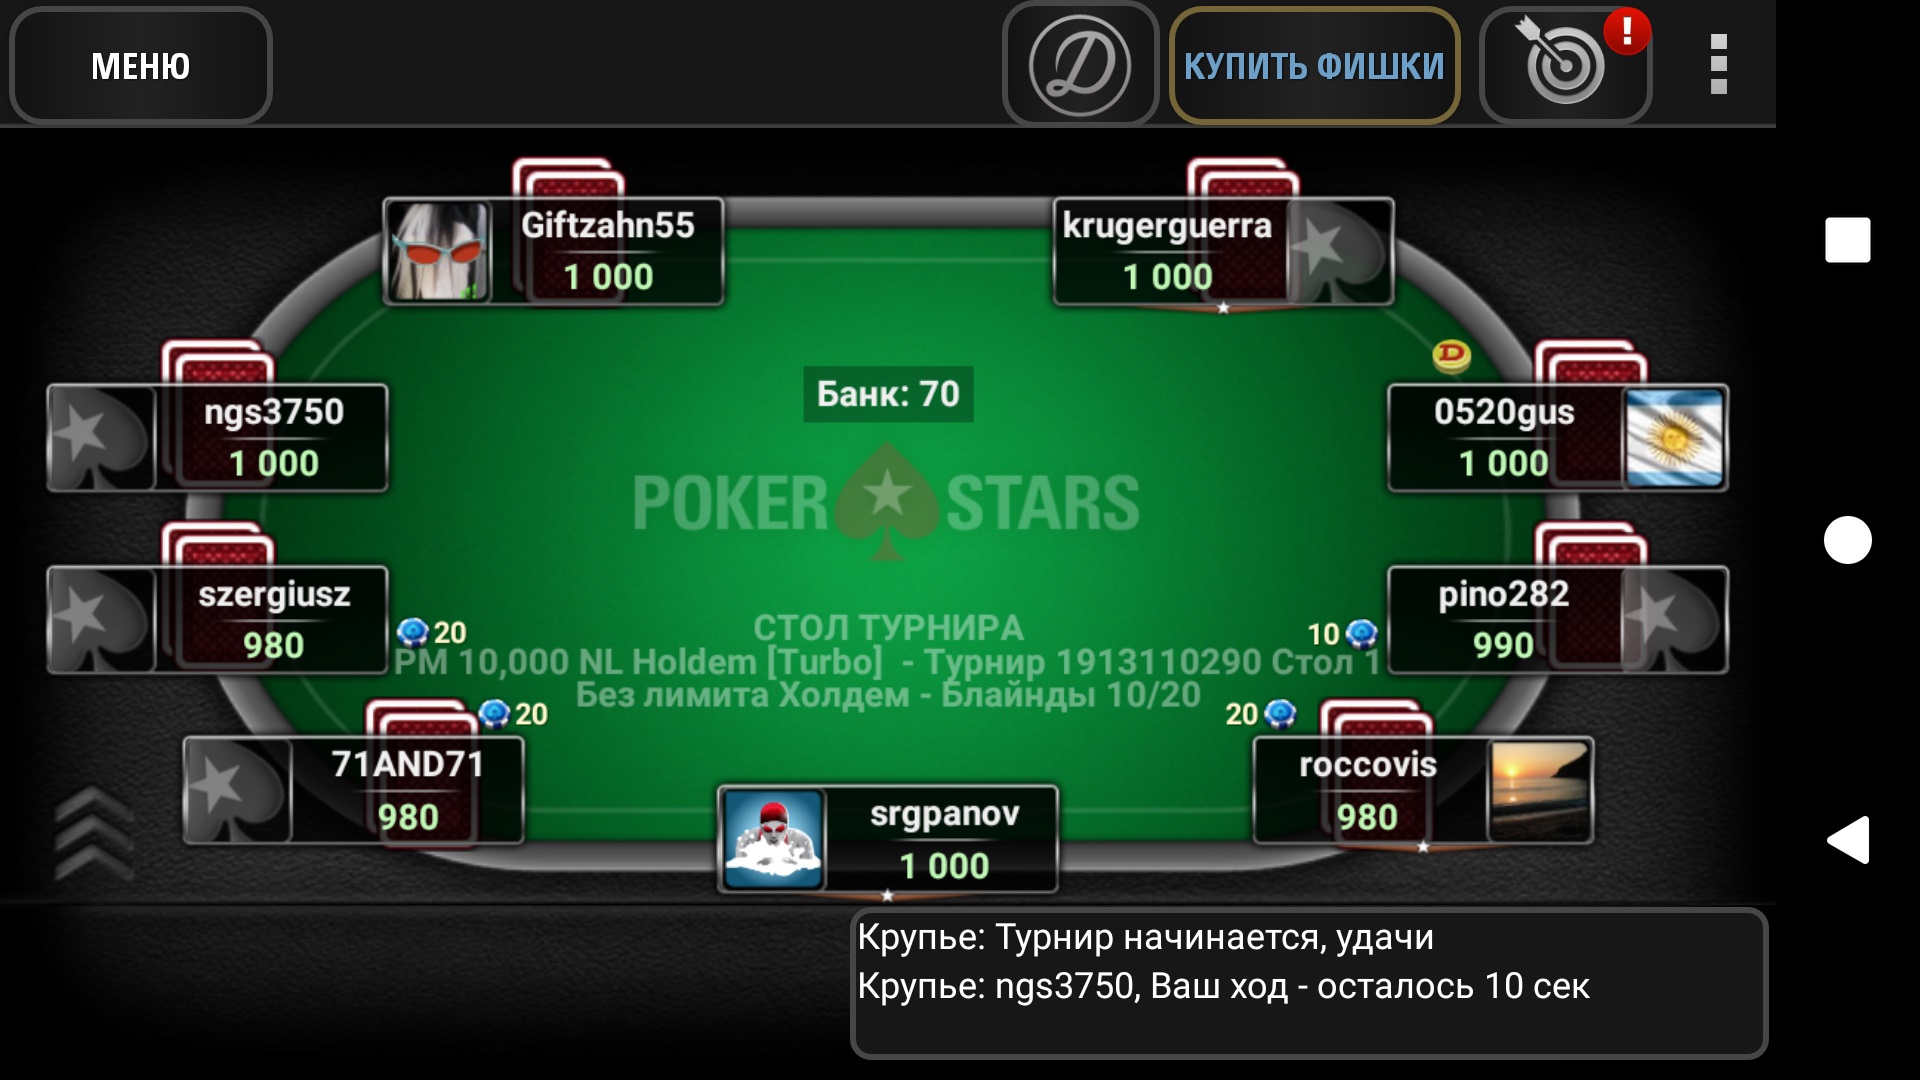 МЕНЮ
D
КУПИТЬ ФИШКИ
!
Giftzahn55
1 000
krugerguerra
1 000
D
ngs3750
1 000
Банк: 70
0520gus
1 000
POKER STARS
szergiusz
980
20
СТОЛ ТУРНИРА
10
pino282
990
PM 10,000 NL Holdem [Turbo] - Турнир 1913110290 Стол 1
Без лимита Холдем - Блайнды 10/20
20
20
71AND71
980
roccovis
980
srgpanov
1 000
Крупье: Турнир начинается, удачи
Крупье: ngs3750, Ваш ход - осталось 10 сек